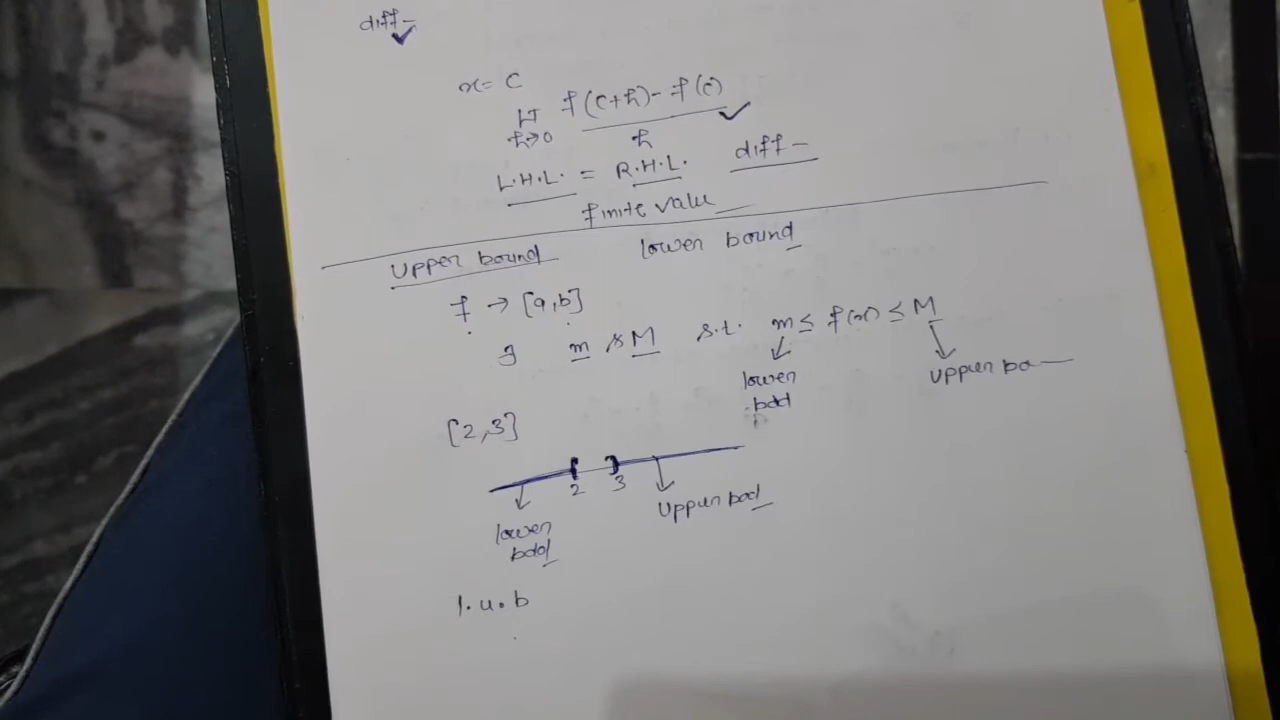 diff-
x= c
Lt f(c+h)- f(c)
h→0 h
L.H.L. = R.H.L. diff-
finite value
Upper bound lower bound
f → [a,b]
∃ m & M s.t. m ≤ f(x) ≤ M
lower bdd
Upper bo
[2,3]
2 3
lower bdd
Upper bdd
l.u.b